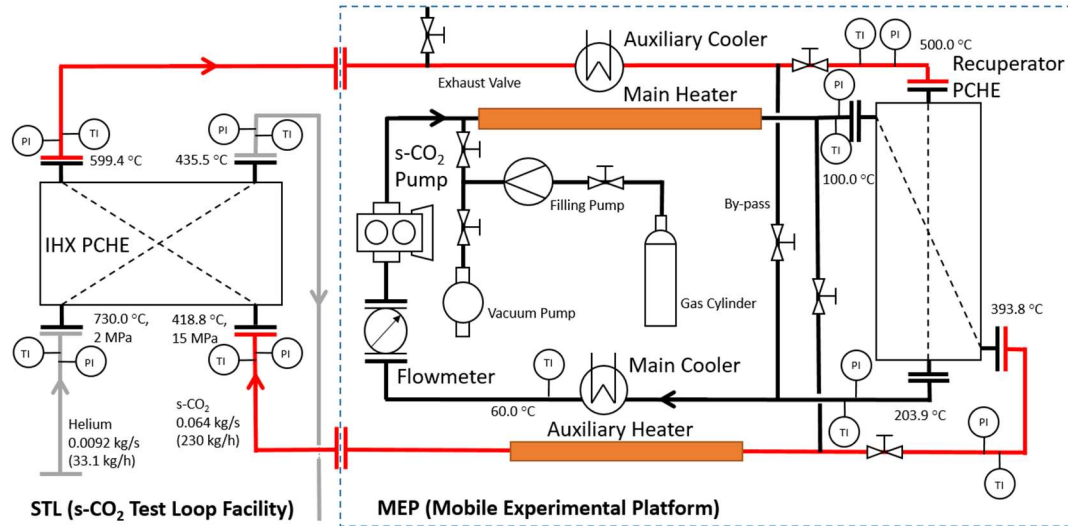 TI
PI
500.0 °C
Auxiliary Cooler
Recuperator
PCHE
Exhaust Valve
Main Heater
PI
TI
PI
TI
PI
TI
599.4 °C
435.5 °C
s-CO₂
Pump
100.0 °C
Filling Pump
By-pass
IHX PCHE
Gas Cylinder
Vacuum Pump
393.8 °C
730.0 °C,
2 MPa
418.8 °C,
15 MPa
TI
PI
TI
PI
Flowmeter
Main Cooler
TI
PI
TI
60.0 °C
203.9 °C
s-CO₂
0.064 kg/s
(230 kg/h)
Helium
0.0092 kg/s
(33.1 kg/h)
Auxiliary Heater
PI
TI
STL (s-CO₂ Test Loop Facility)
MEP (Mobile Experimental Platform)